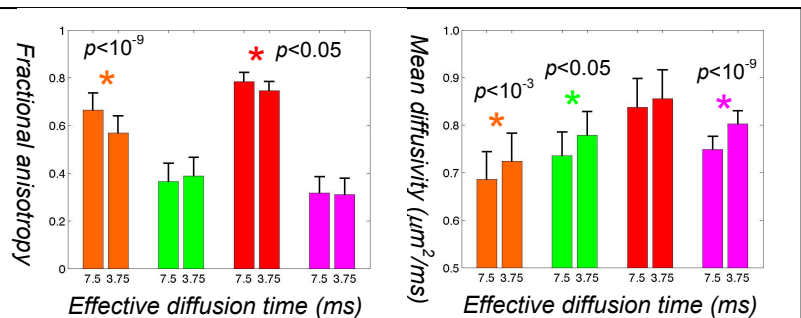 Fractional anisotropy
1
0.8
0.6
0.4
0.2
0
p<10⁻⁹
*
*
p<0.05
7.5 3.75 7.5 3.75 7.5 3.75 7.5 3.75
Effective diffusion time (ms)
Mean diffusivity (μm²/ms)
1.0
0.9
0.8
0.7
0.6
0.5
p<10⁻³
*
p<0.05
*
p<10⁻⁹
*
7.5 3.75 7.5 3.75 7.5 3.75 7.5 3.75
Effective diffusion time (ms)